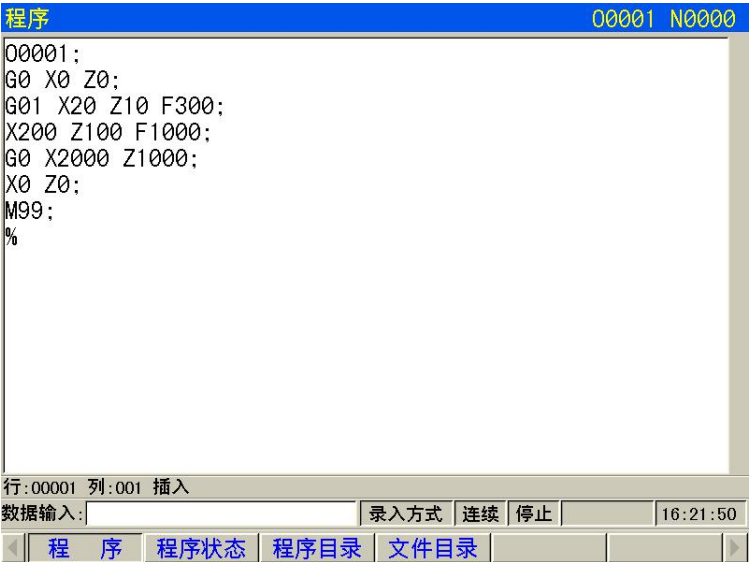 程序 O0001 N0000
O0001;
G0 X0 Z0;
G01 X20 Z10 F300;
X200 Z100 F1000;
G0 X2000 Z1000;
X0 Z0;
M99;
%
行:00001 列:001 插入
数据输入: 录入方式 连续 停止 16:21:50
程 序 程序状态 程序目录 文件目录